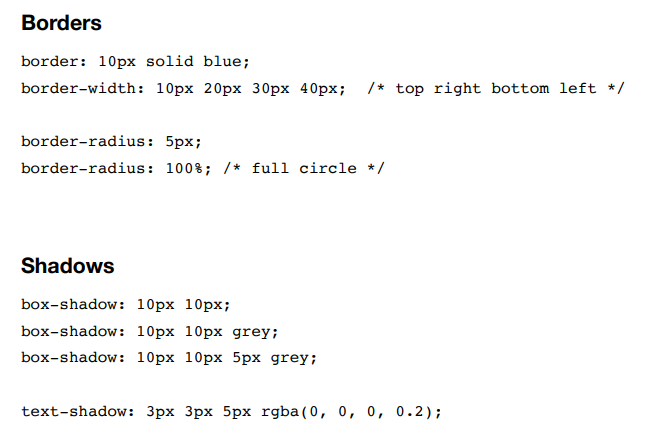 Borders
border: 10px solid blue;
border-width: 10px 20px 30px 40px;  /* top right bottom left */
border-radius: 5px;
border-radius: 100%; /* full circle */
Shadows
box-shadow: 10px 10px;
box-shadow: 10px 10px grey;
box-shadow: 10px 10px 5px grey;
text-shadow: 3px 3px 5px rgba(0, 0, 0, 0.2);